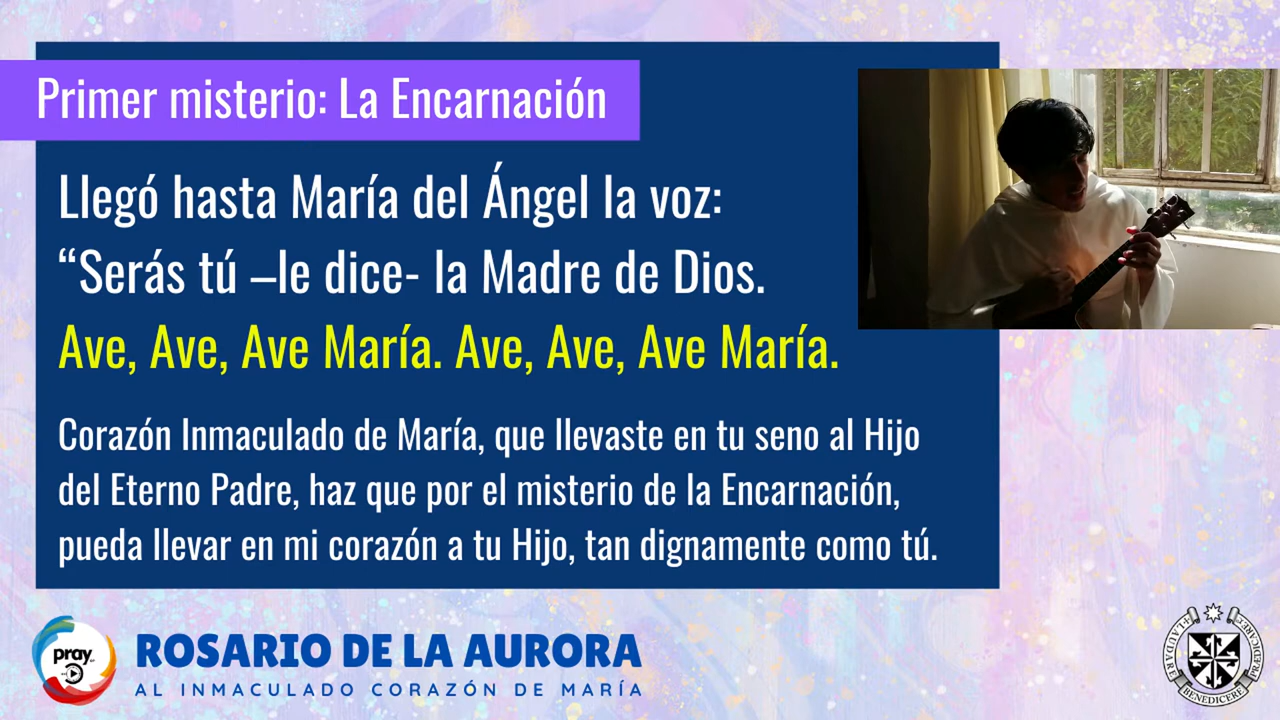 Primer misterio: La Encarnación
Llegó hasta María del Ángel la voz:
“Serás tú –le dice- la Madre de Dios.
Ave, Ave, Ave María. Ave, Ave, Ave María.
Corazón Inmaculado de María, que llevaste en tu seno al Hijo
del Eterno Padre, haz que por el misterio de la Encarnación,
pueda llevar en mi corazón a tu Hijo, tan dignamente como tú.
pray
ROSARIO DE LA AURORA
AL INMACULADO CORAZÓN DE MARÍA
LAUDARE
BENEDICERE
PRÆDICARE